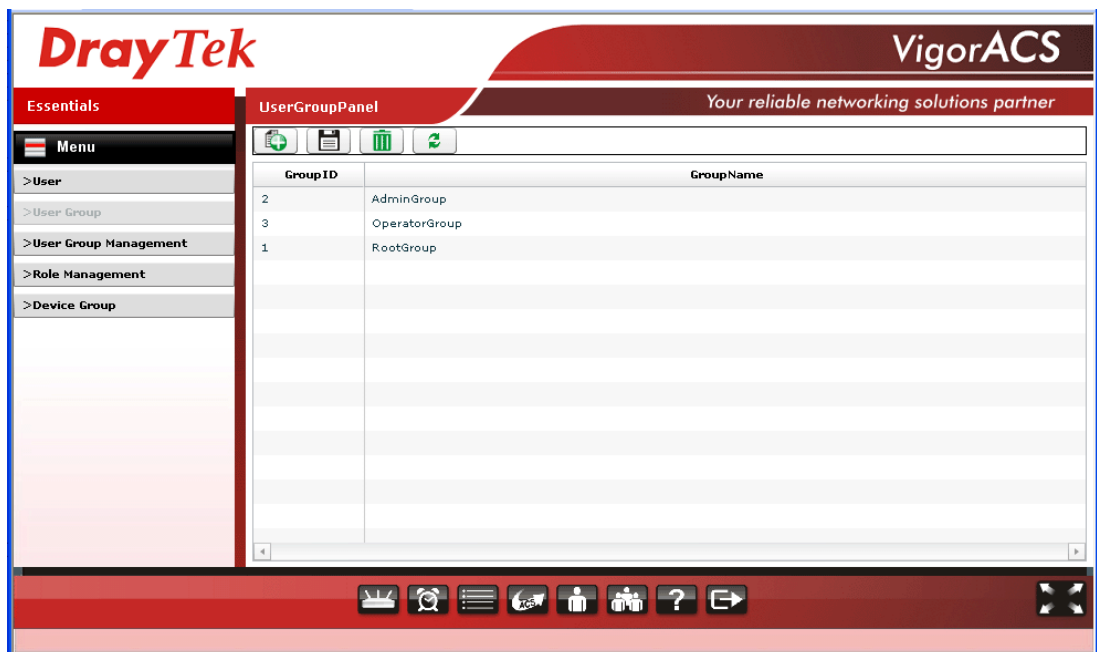 DrayTek
VigorACS
Essentials
UserGroupPanel
Your reliable networking solutions partner
Menu
>User
>User Group
>User Group Management
>Role Management
>Device Group
GroupID GroupName
2 AdminGroup
3 OperatorGroup
1 RootGroup
ACS
?